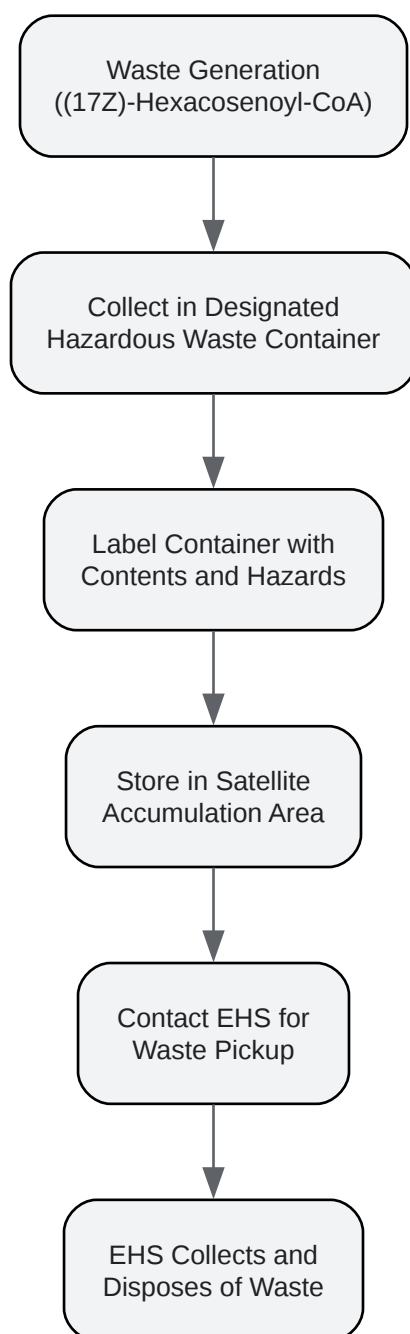 Waste Generation
((17Z)-Hexacosenoyl-CoA)
Collect in Designated
Hazardous Waste Container
Label Container with
Contents and Hazards
Store in Satellite
Accumulation Area
Contact EHS for
Waste Pickup
EHS Collects and
Disposes of Waste